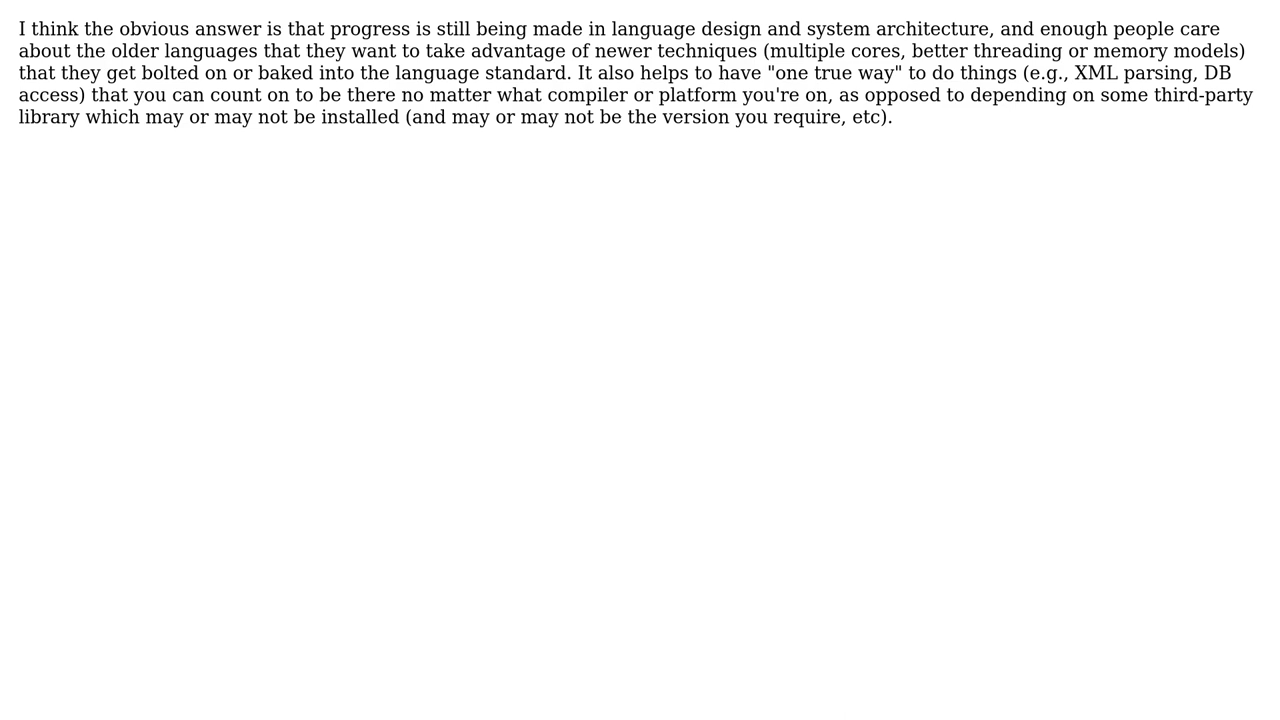 I think the obvious answer is that progress is still being made in language design and system architecture, and enough people care
about the older languages that they want to take advantage of newer techniques (multiple cores, better threading or memory models)
that they get bolted on or baked into the language standard. It also helps to have "one true way" to do things (e.g., XML parsing, DB
access) that you can count on to be there no matter what compiler or platform you're on, as opposed to depending on some third-party
library which may or may not be installed (and may or may not be the version you require, etc).